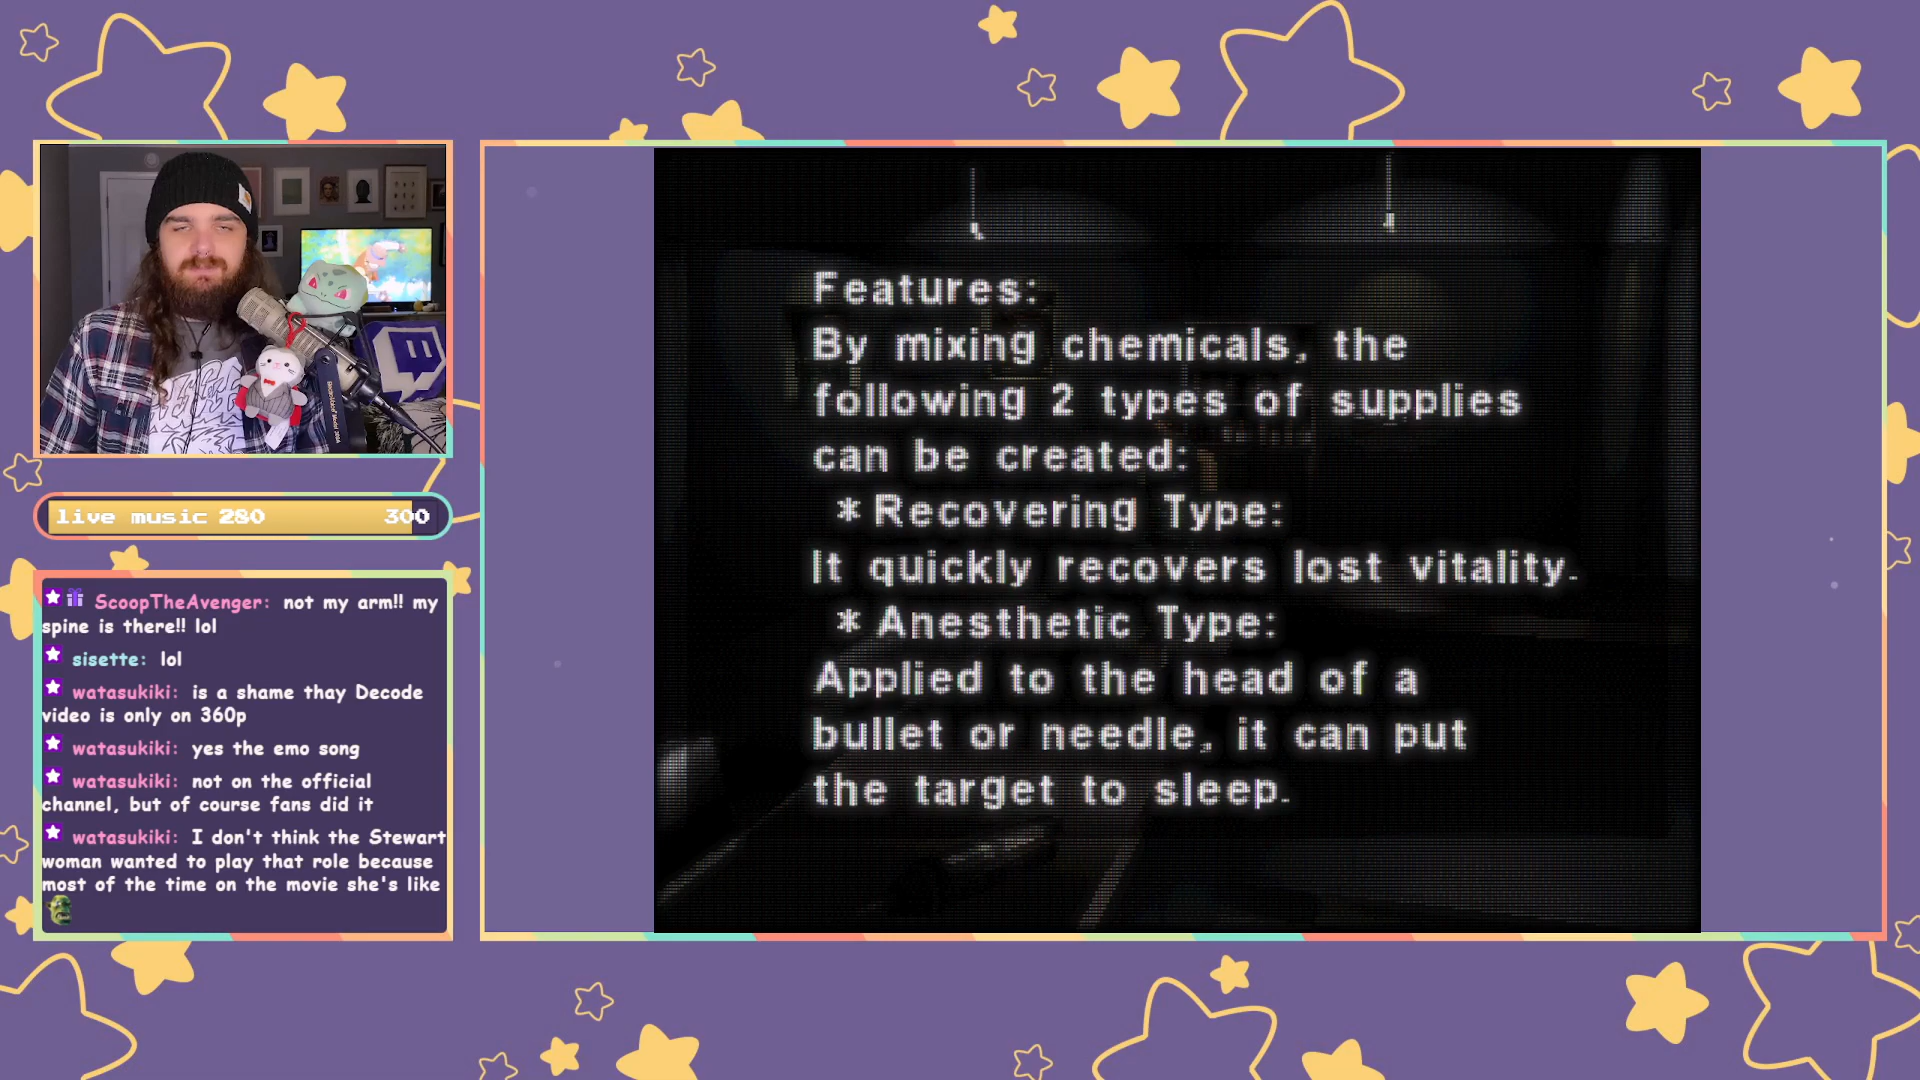 live music 280 300
ScoopTheAvenger: not my arm!! my
spine is there!! lol
sisette: lol
watasukiki: is a shame thay Decode
video is only on 360p
watasukiki: yes the emo song
watasukiki: not on the official
channel, but of course fans did it
watasukiki: I don't think the Stewart
woman wanted to play that role because
most of the time on the movie she's like
Features:
By mixing chemicals, the
following 2 types of supplies
can be created:
*Recovering Type:
It quickly recovers lost vitality.
*Anesthetic Type:
Applied to the head of a
bullet or needle, it can put
the target to sleep.